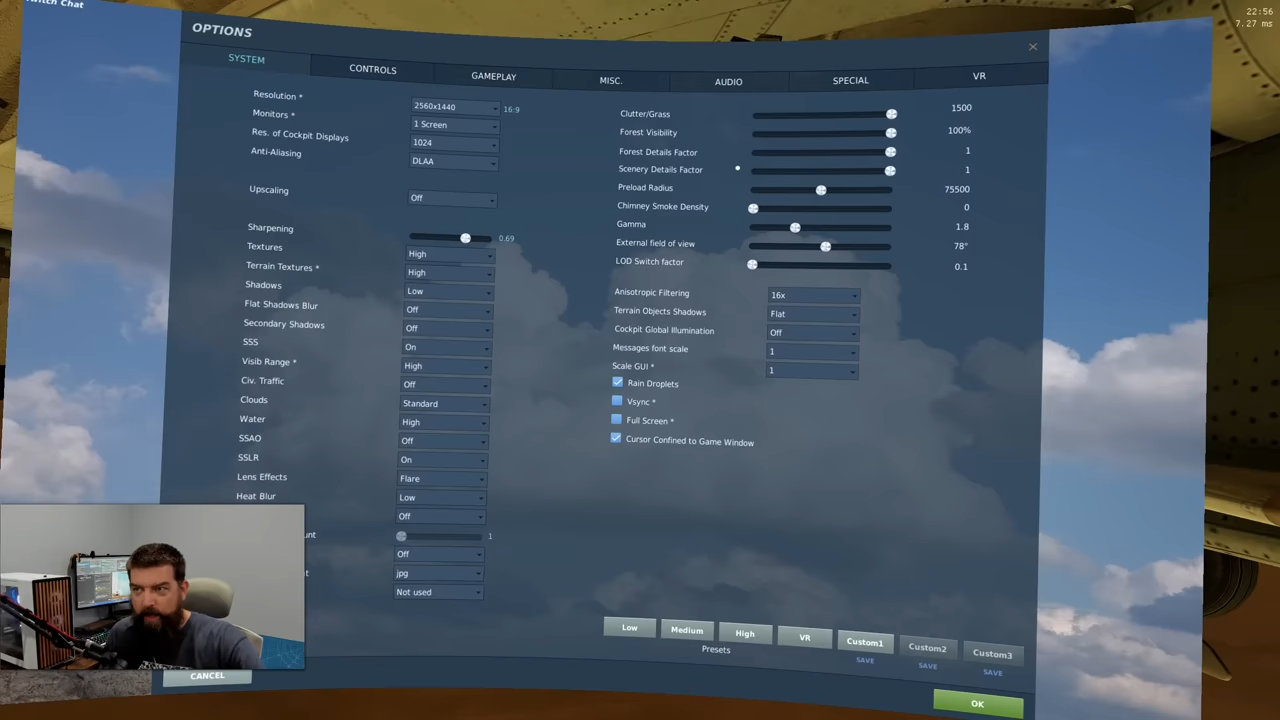 witch Chat
22:56
7.27 ms
OPTIONS
SYSTEM
CONTROLS
GAMEPLAY
MISC.
AUDIO
SPECIAL
VR
Resolution * 2560x1440 16:9
Monitors * 1 Screen
Res. of Cockpit Displays 1024
Anti-Aliasing DLAA
Upscaling Off
Sharpening 0.69
Textures High
Terrain Textures * High
Shadows Low
Flat Shadows Blur Off
Secondary Shadows Off
SSS On
Visib Range * High
Civ. Traffic Off
Clouds Standard
Water High
SSAO Off
SSLR On
Lens Effects Flare
Heat Blur Low
Off
unt 1
Off
t jpg
Not used
Clutter/Grass 1500
Forest Visibility 100%
Forest Details Factor 1
Scenery Details Factor 1
Preload Radius 75500
Chimney Smoke Density 0
Gamma 1.8
External field of view 78°
LOD Switch factor 0.1
Anisotropic Filtering 16x
Terrain Objects Shadows Flat
Cockpit Global Illumination Off
Messages font scale 1
Scale GUI * 1
Rain Droplets
Vsync *
Full Screen *
Cursor Confined to Game Window
Low Medium High VR Custom1 Custom2 Custom3
Presets SAVE SAVE SAVE
CANCEL
OK